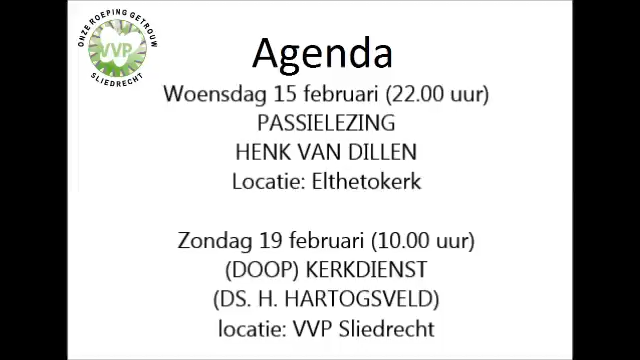 ONZE ROEPING GETROUW
VVP
SLIEDRECHT
Agenda
Woensdag 15 februari (22.00 uur)
PASSIELEZING
HENK VAN DILLEN
Locatie: Elthetokerk
Zondag 19 februari (10.00 uur)
(DOOP) KERKDIENST
(DS. H. HARTOGSVELD)
locatie: VVP Sliedrecht